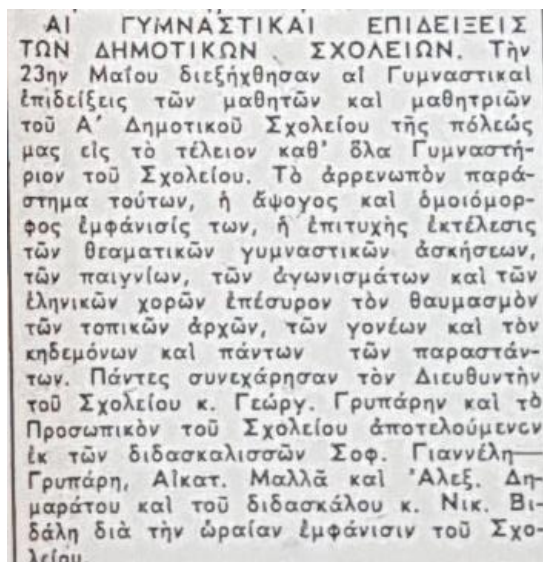 ΑΙ ΓΥΜΝΑΣΤΙΚΑΙ ΕΠΙΔΕΙΞΕΙΣ
ΤΩΝ ΔΗΜΟΤΙΚΩΝ ΣΧΟΛΕΙΩΝ. Τὴν
23ην Μαΐου διεξήχθησαν αἱ Γυμναστικαὶ
ἐπιδείξεις τῶν μαθητῶν καὶ μαθητριῶν
τοῦ Α' Δημοτικοῦ Σχολείου τῆς πόλεώς
μας εἰς τὸ τέλειον καθ' ὅλα Γυμναστή-
ριον τοῦ Σχολείου. Τὸ ἀρρενωπὸν παρά-
στημα τούτων, ἡ ἄψογος καὶ ὁμοιόμορ-
φος ἐμφάνισίς των, ἡ ἐπιτυχὴς ἐκτέλεσις
τῶν θεαματικῶν γυμναστικῶν ἀσκήσεων,
τῶν παιγνίων, τῶν ἀγωνισμάτων καὶ τῶν
ἑληνικῶν χορῶν ἐπέσυρον τὸν θαυμασμὸν
τῶν τοπικῶν ἀρχῶν, τῶν γονέων καὶ τὸν
κηδεμόνων καὶ πάντων τῶν παραστάν-
των. Πάντες συνεχάρησαν τὸν Διευθυντὴν
τοῦ Σχολείου κ. Γεώργ. Γρυπάρην καὶ τὸ
Προσωπικὸν τοῦ Σχολείου ἀποτελούμενεν
ἐκ τῶν διδασκαλισσῶν Σοφ. Γιαννέλη—
Γρυπάρη, Αἰκατ. Μαλλᾶ καὶ 'Αλεξ. Δη-
μαράτου καὶ τοῦ διδασκάλου κ. Νικ. Βι-
δάλη διὰ τὴν ὡραίαν ἐμφάνισιν τοῦ Σχο-
λείου.